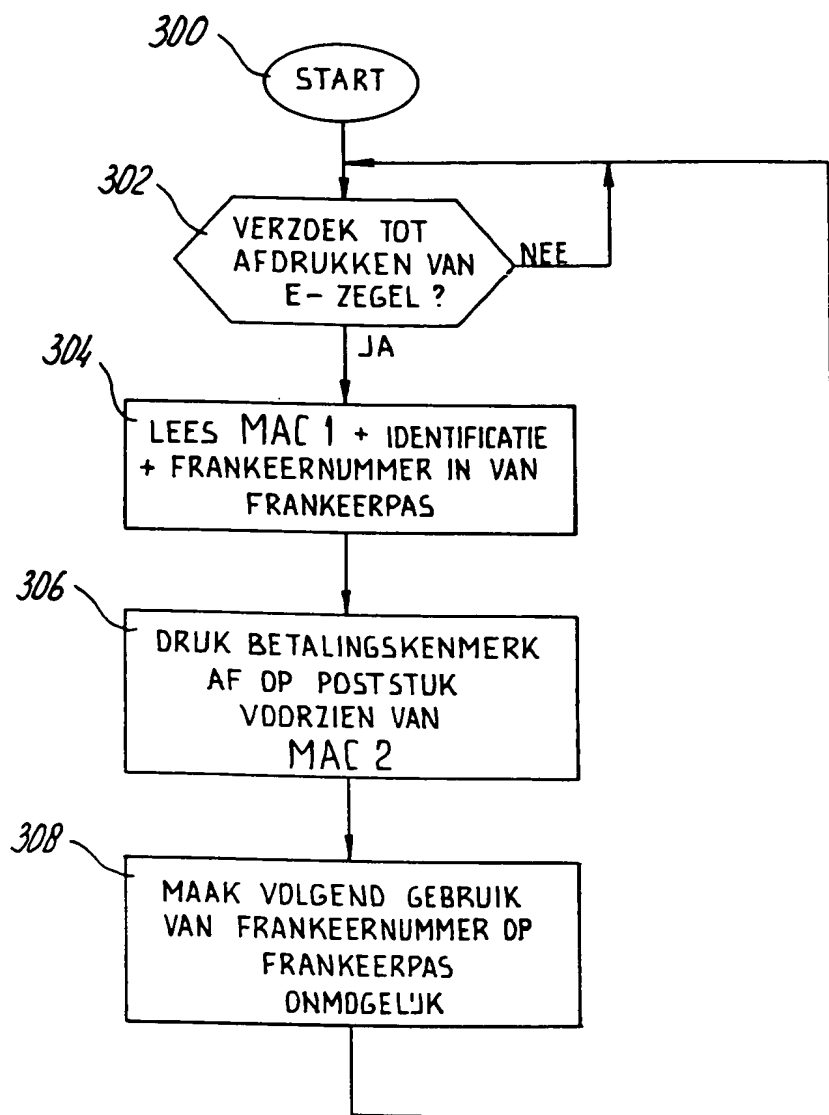 300
START
302
VERZOEK TOT
AFDRUKKEN VAN
E- ZEGEL ?
NEE
JA
304
LEES MAC 1 + IDENTIFICATIE
+ FRANKEERNUMMER IN VAN
FRANKEERPAS
306
DRUK BETALINGSKENMERK
AF OP POSTSTUK
VOORZIEN VAN
MAC 2
308
MAAK VOLGEND GEBRUIK
VAN FRANKEERNUMMER OP
FRANKEERPAS
ONMOGELIJK